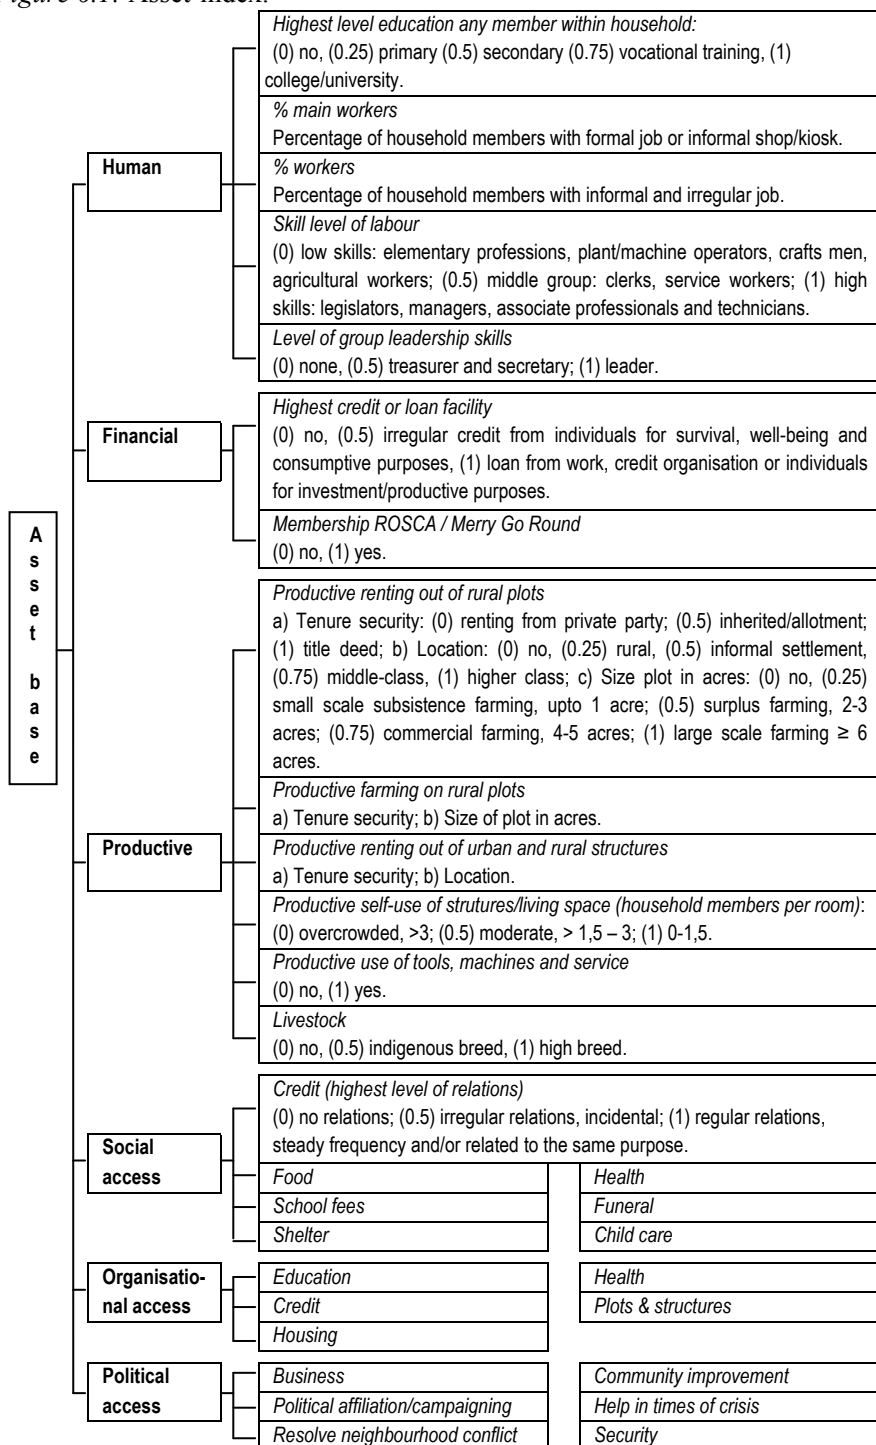 Figure 6.1: Asset index.
Highest level education any member within household:
(0) no, (0.25) primary (0.5) secondary (0.75) vocational training, (1)
college/university.
% main workers
Percentage of household members with formal job or informal shop/kiosk.
Human
% workers
Percentage of household members with informal and irregular job.
Skill level of labour
(0) low skills: elementary professions, plant/machine operators, crafts men,
agricultural workers; (0.5) middle group: clerks, service workers; (1) high
skills: legislators, managers, associate professionals and technicians.
Level of group leadership skills
(0) none, (0.5) treasurer and secretary; (1) leader.
Financial
Highest credit or loan facility
(0) no, (0.5) irregular credit from individuals for survival, well-being and
consumptive purposes, (1) loan from work, credit organisation or individuals
for investment/productive purposes.
Membership ROSCA / Merry Go Round
(0) no, (1) yes.
Asset base
Productive renting out of rural plots
a) Tenure security: (0) renting from private party; (0.5) inherited/allotment;
(1) title deed; b) Location: (0) no, (0.25) rural, (0.5) informal settlement,
(0.75) middle-class, (1) higher class; c) Size plot in acres: (0) no, (0.25)
small scale subsistence farming, upto 1 acre; (0.5) surplus farming, 2-3
acres; (0.75) commercial farming, 4-5 acres; (1) large scale farming ≥ 6
acres.
Productive farming on rural plots
a) Tenure security; b) Size of plot in acres.
Productive
Productive renting out of urban and rural structures
a) Tenure security; b) Location.
Productive self-use of strutures/living space (household members per room):
(0) overcrowded, >3; (0.5) moderate, > 1,5 – 3; (1) 0-1,5.
Productive use of tools, machines and service
(0) no, (1) yes.
Livestock
(0) no, (0.5) indigenous breed, (1) high breed.
Social
access
Credit (highest level of relations)
(0) no relations; (0.5) irregular relations, incidental; (1) regular relations,
steady frequency and/or related to the same purpose.
Food
Health
School fees
Funeral
Shelter
Child care
Organisatio-
nal access
Education
Health
Credit
Plots & structures
Housing
Political
access
Business
Community improvement
Political affiliation/campaigning
Help in times of crisis
Resolve neighbourhood conflict
Security